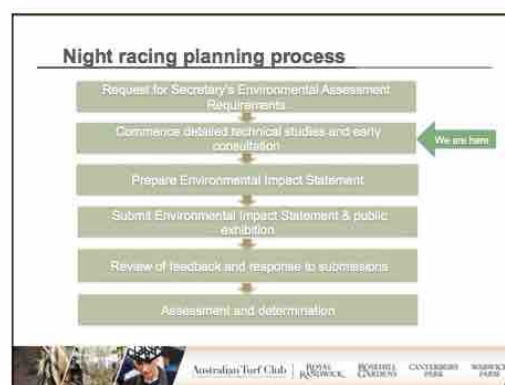 Night racing planning process
Request for Secretary's Environmental Assessment
Requirements
Commence detailed technical studies and early
consultation
We are here
Prepare Environmental Impact Statement
Submit Environmental Impact Statement & public
exhibition
Review of feedback and response to submissions
Assessment and determination
Australian Turf Club
ROYAL
RANDWICK
ROSEHILL
GARDENS
CANTERBURY
PARK
WARWICK
FARM